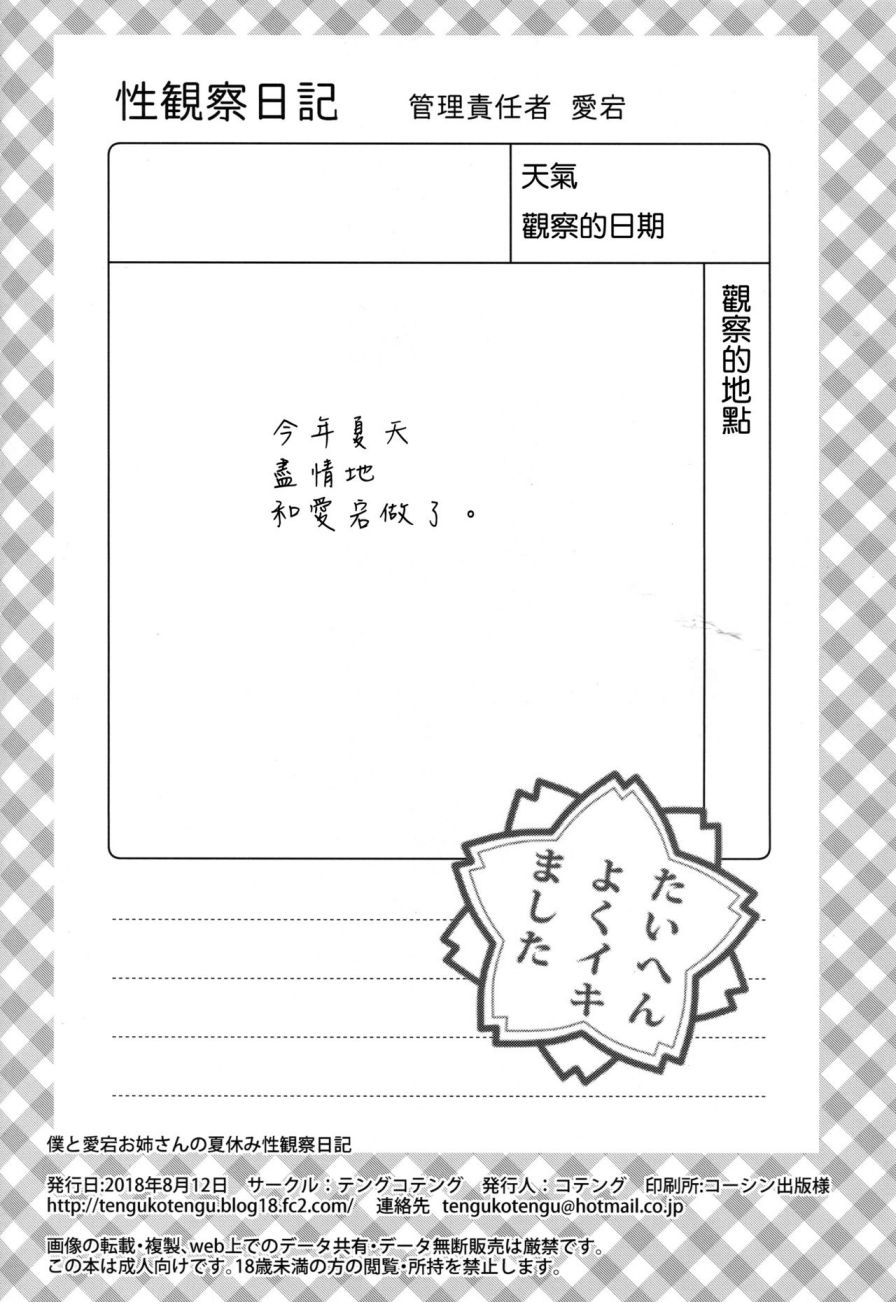 性観察日記 管理責任者 愛宕
天氣
觀察的日期
觀察的地點
今年夏天
盡情地
和愛宕做了。
たいへん
よくイキ
ました
僕と愛宕お姉さんの夏休み性観察日記
発行日:2018年8月12日 サークル：テングコテング 発行人：コテング 印刷所:コーシン出版様
http://tengukotengu.blog18.fc2.com/ 連絡先 tengukotengu@hotmail.co.jp
画像の転載・複製、web上でのデータ共有・データ無断販売は厳禁です。
この本は成人向けです。18歳未満の方の閲覧・所持を禁止します。